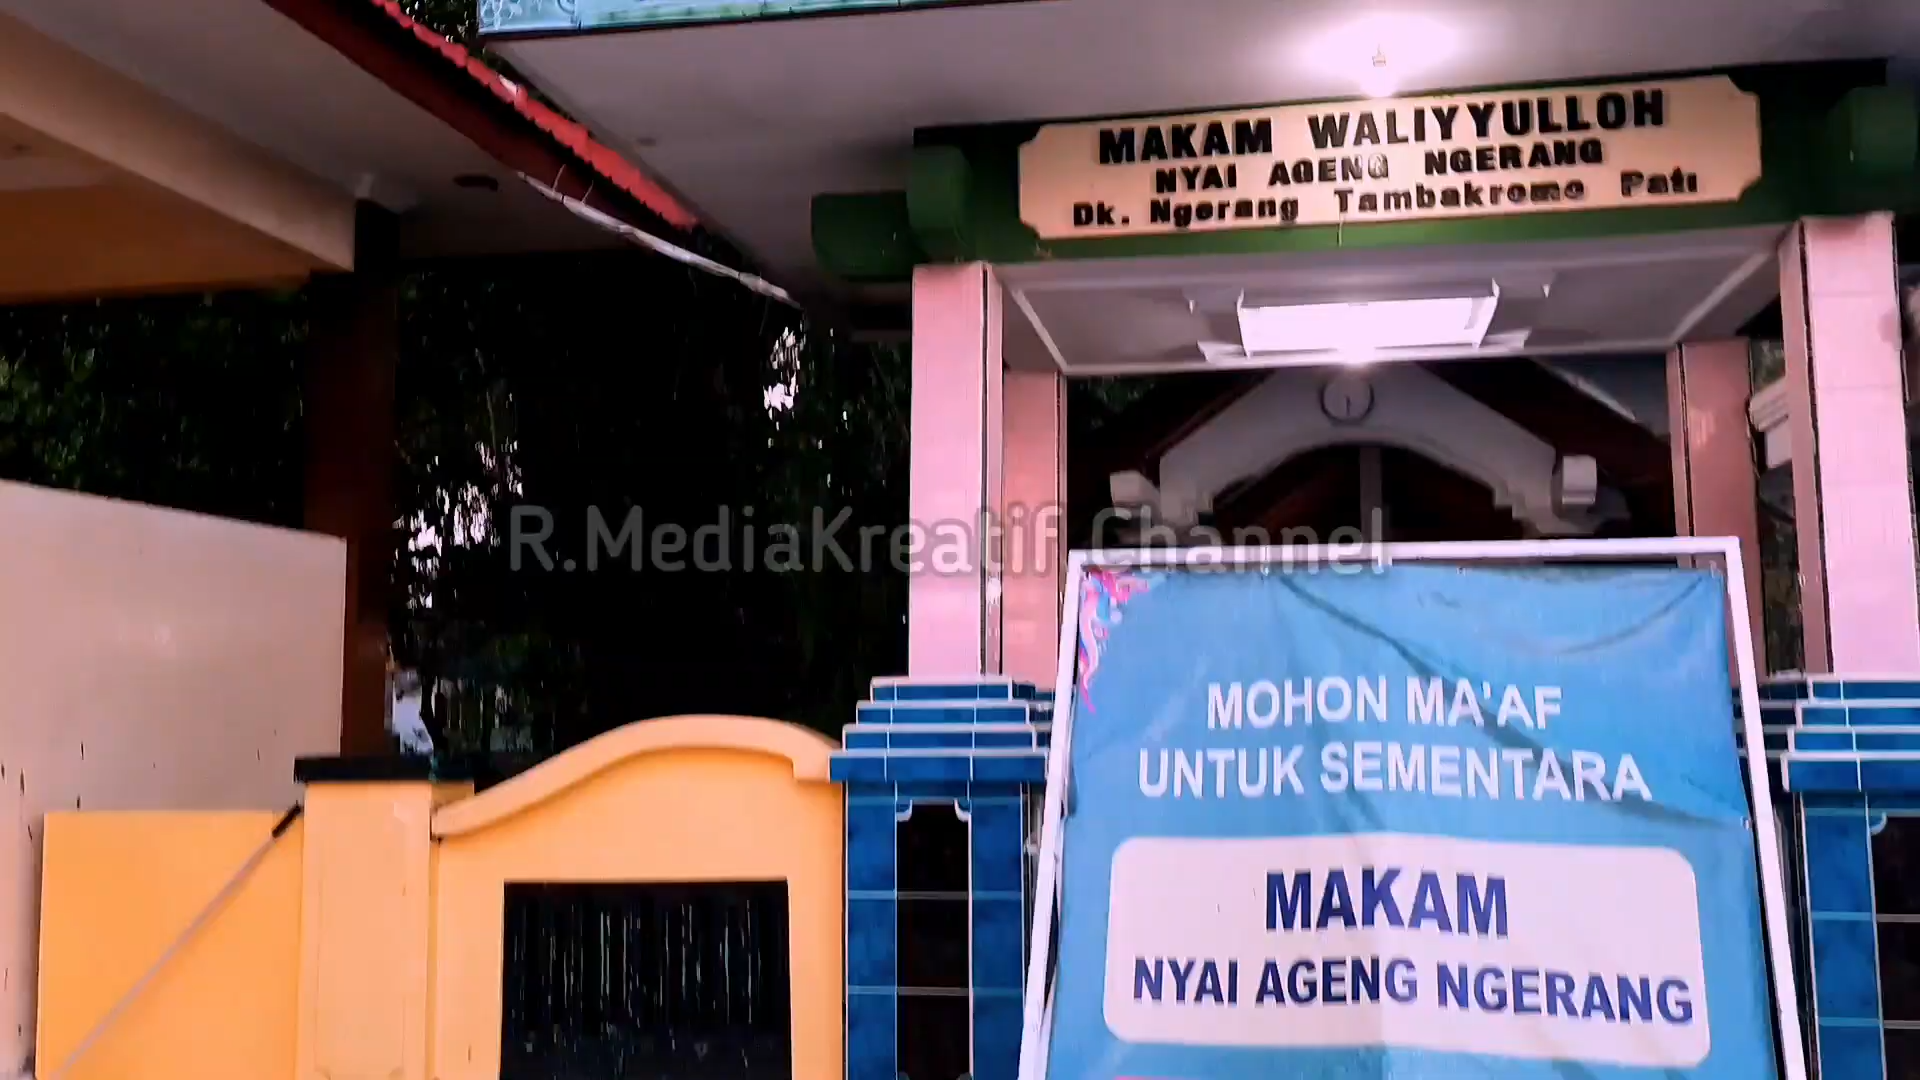 MAKAM WALIYYULLOH
NYAI AGENG NGERANG
Dk. Ngerang Tambakromo Pati
R.MediaKreatif Channel
MOHON MA'AF
UNTUK SEMENTARA
MAKAM
NYAI AGENG NGERANG